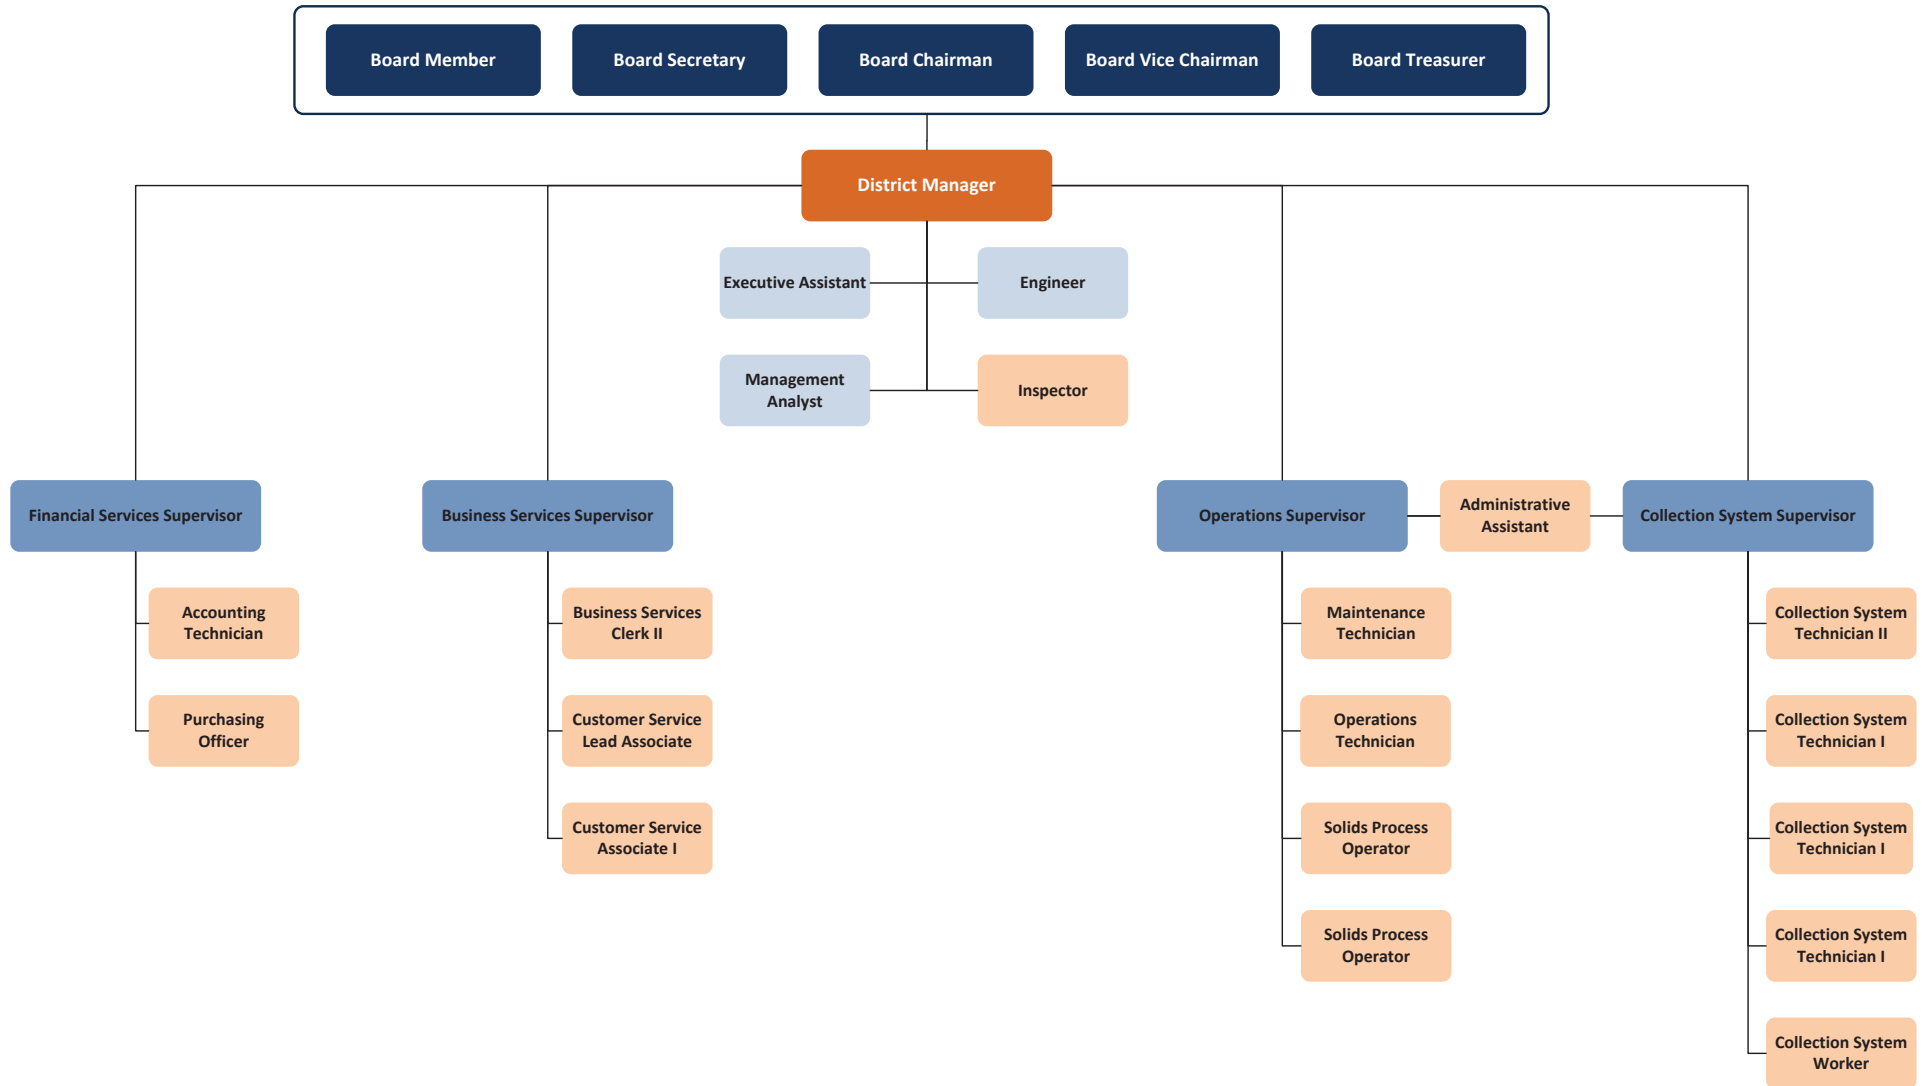 Board Member
Board Secretary
Board Chairman
Board Vice Chairman
Board Treasurer
District Manager
Executive Assistant
Engineer
Management
Analyst
Inspector
Financial Services Supervisor
Business Services Supervisor
Operations Supervisor
Administrative
Assistant
Collection System Supervisor
Accounting
Technician
Purchasing
Officer
Business Services
Clerk II
Customer Service
Lead Associate
Customer Service
Associate I
Maintenance
Technician
Operations
Technician
Solids Process
Operator
Solids Process
Operator
Collection System
Technician II
Collection System
Technician I
Collection System
Technician I
Collection System
Technician I
Collection System
Worker